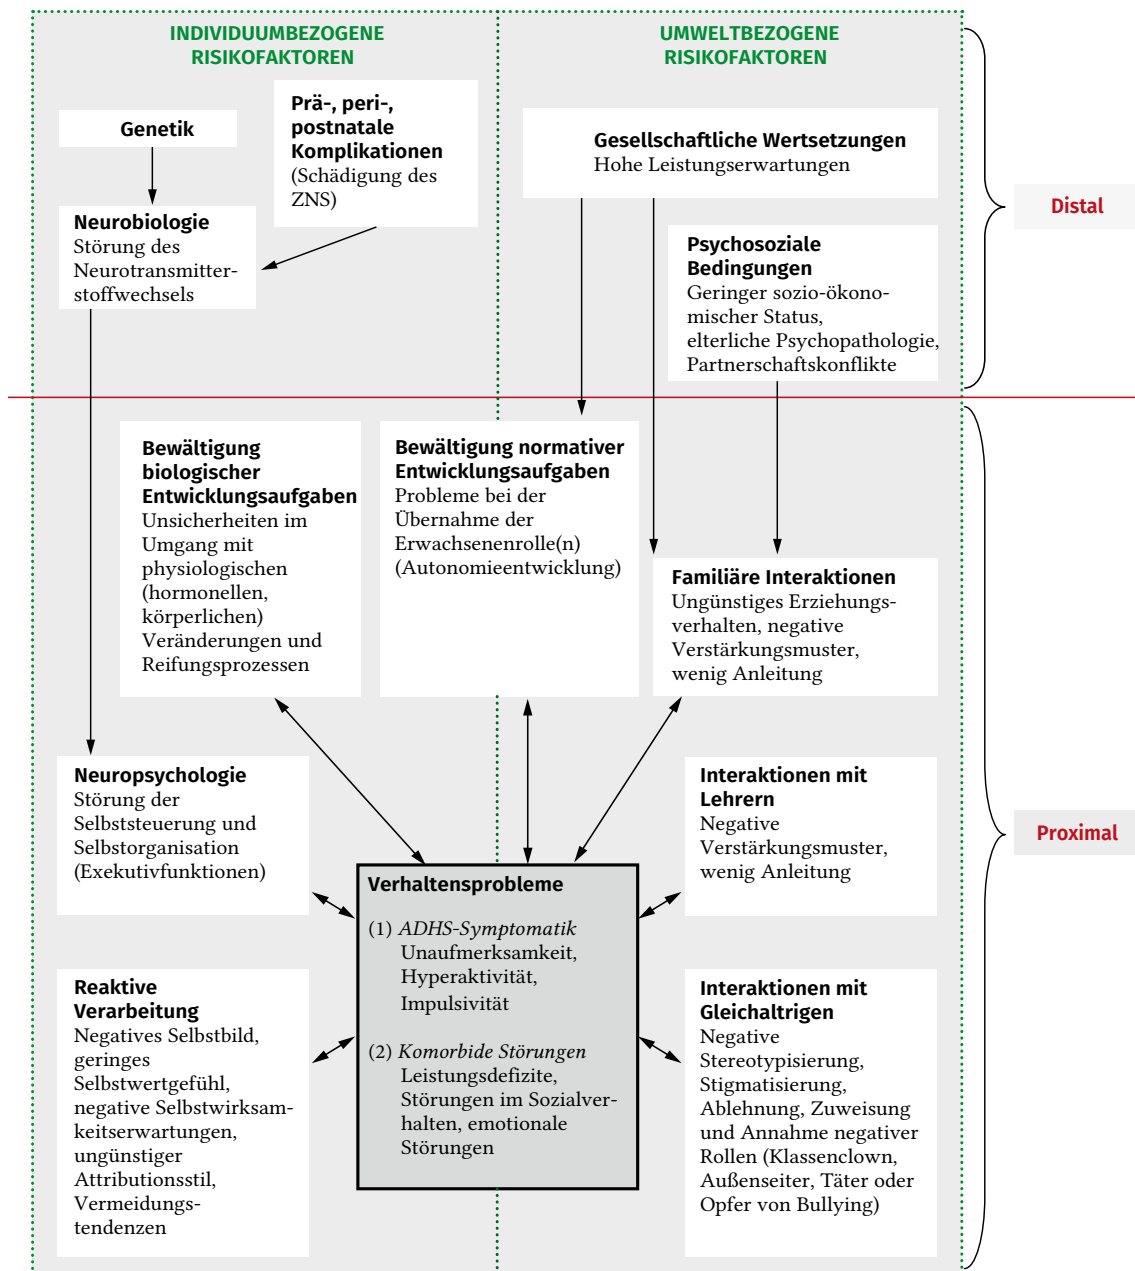 INDIVIDUUMBEZOGENE
RISIKOFAKTOREN
UMWELTBEZOGENE
RISIKOFAKTOREN
Genetik
Prä-, peri-,
postnatale
Komplikationen
(Schädigung des
ZNS)
Gesellschaftliche Wertsetzungen
Hohe Leistungserwartungen
Distal
Neurobiologie
Störung des
Neurotransmitter-
stoffwechsels
Psychosoziale
Bedingungen
Geringer sozio-ökono-
mischer Status,
elterliche Psychopathologie,
Partnerschaftskonflikte
Bewältigung
biologischer
Entwicklungsaufgaben
Unsicherheiten im
Umgang mit
physiologischen
(hormonellen,
körperlichen)
Veränderungen und
Reifungsprozessen
Bewältigung normativer
Entwicklungsaufgaben
Probleme bei der
Übernahme der
Erwachsenenrolle(n)
(Autonomieentwicklung)
Familiäre Interaktionen
Ungünstiges Erziehungs-
verhalten, negative
Verstärkungsmuster,
wenig Anleitung
Neuropsychologie
Störung der
Selbststeuerung und
Selbstorganisation
(Exekutivfunktionen)
Interaktionen mit
Lehrern
Negative
Verstärkungsmuster,
wenig Anleitung
Proximal
Verhaltensprobleme
(1) ADHS-Symptomatik
Unaufmerksamkeit,
Hyperaktivität,
Impulsivität
(2) Komorbide Störungen
Leistungsdefizite,
Störungen im Sozialver-
halten, emotionale
Störungen
Reaktive
Verarbeitung
Negatives Selbstbild,
geringes
Selbstwertgefühl,
negative Selbstwirksam-
keitserwartungen,
ungünstiger
Attributionsstil,
Vermeidungs-
tendenzen
Interaktionen mit
Gleichaltrigen
Negative
Stereotypisierung,
Stigmatisierung,
Ablehnung, Zuweisung
und Annahme negativer
Rollen (Klassenclown,
Außenseiter, Täter oder
Opfer von Bullying)